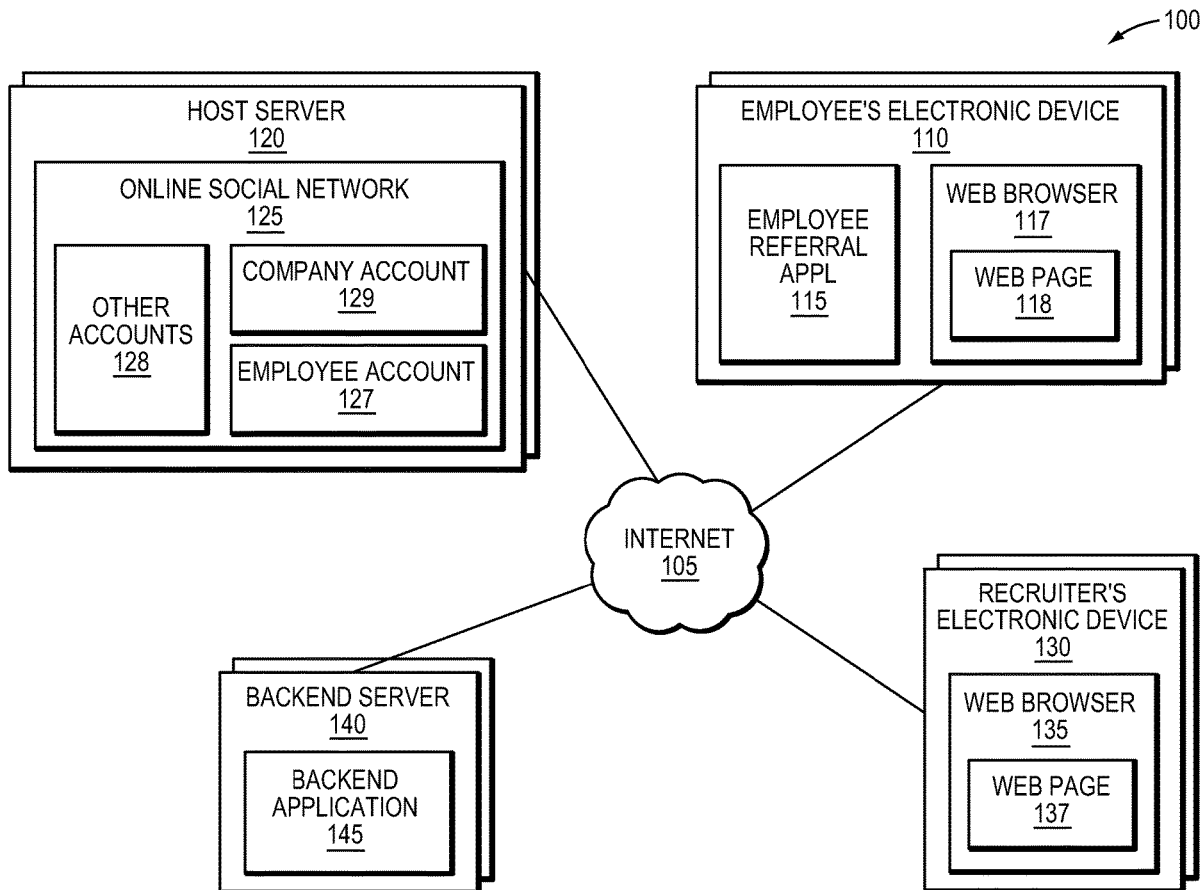 100
HOST SERVER
120
ONLINE SOCIAL NETWORK
125
OTHER
ACCOUNTS
128
COMPANY ACCOUNT
129
EMPLOYEE ACCOUNT
127
EMPLOYEE'S ELECTRONIC DEVICE
110
EMPLOYEE
REFERRAL
APPL
115
WEB BROWSER
117
WEB PAGE
118
INTERNET
105
BACKEND SERVER
140
BACKEND
APPLICATION
145
RECRUITER'S
ELECTRONIC DEVICE
130
WEB BROWSER
135
WEB PAGE
137